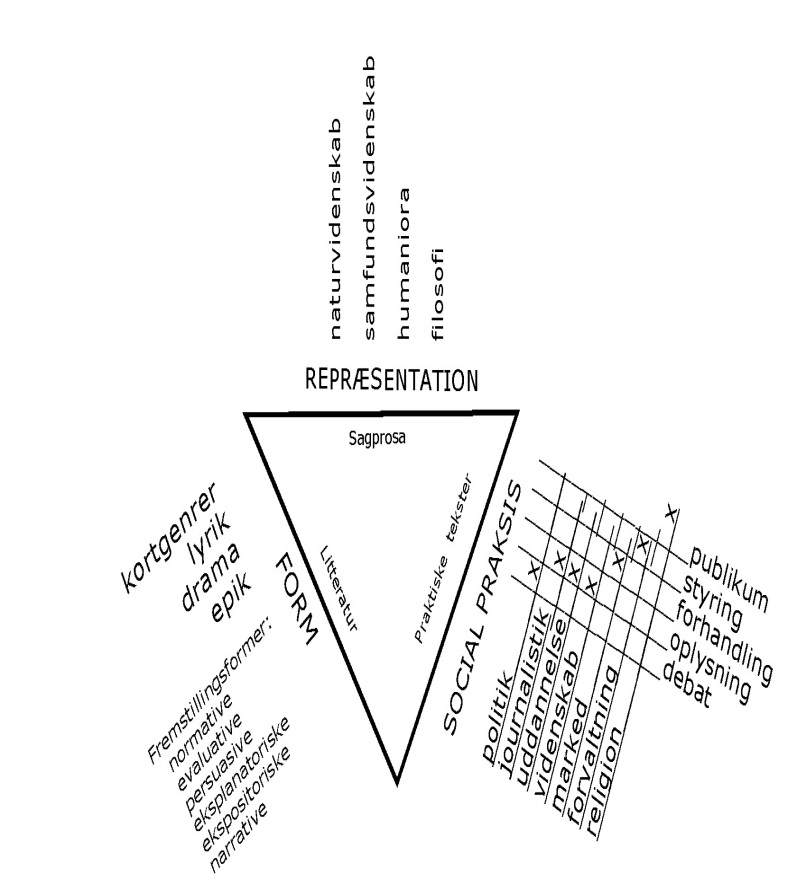 naturvidenskab
samfundsvidenskab
humaniora
filosofi
REPRÆSENTATION
Sagprosa
Litteratur
Praktiske tekster
FORM
SOCIAL PRAKSIS
kortgenrer
lyrik
drama
epik
Fremstillingsformer:
normative
evaluative
persuasive
eksplanatoriske
ekspositoriske
narrative
x
x
x
x
x
x
x
publikum
styring
forhandling
oplysning
debat
politik
journalistik
uddannelse
videnskab
marked
forvaltning
religion